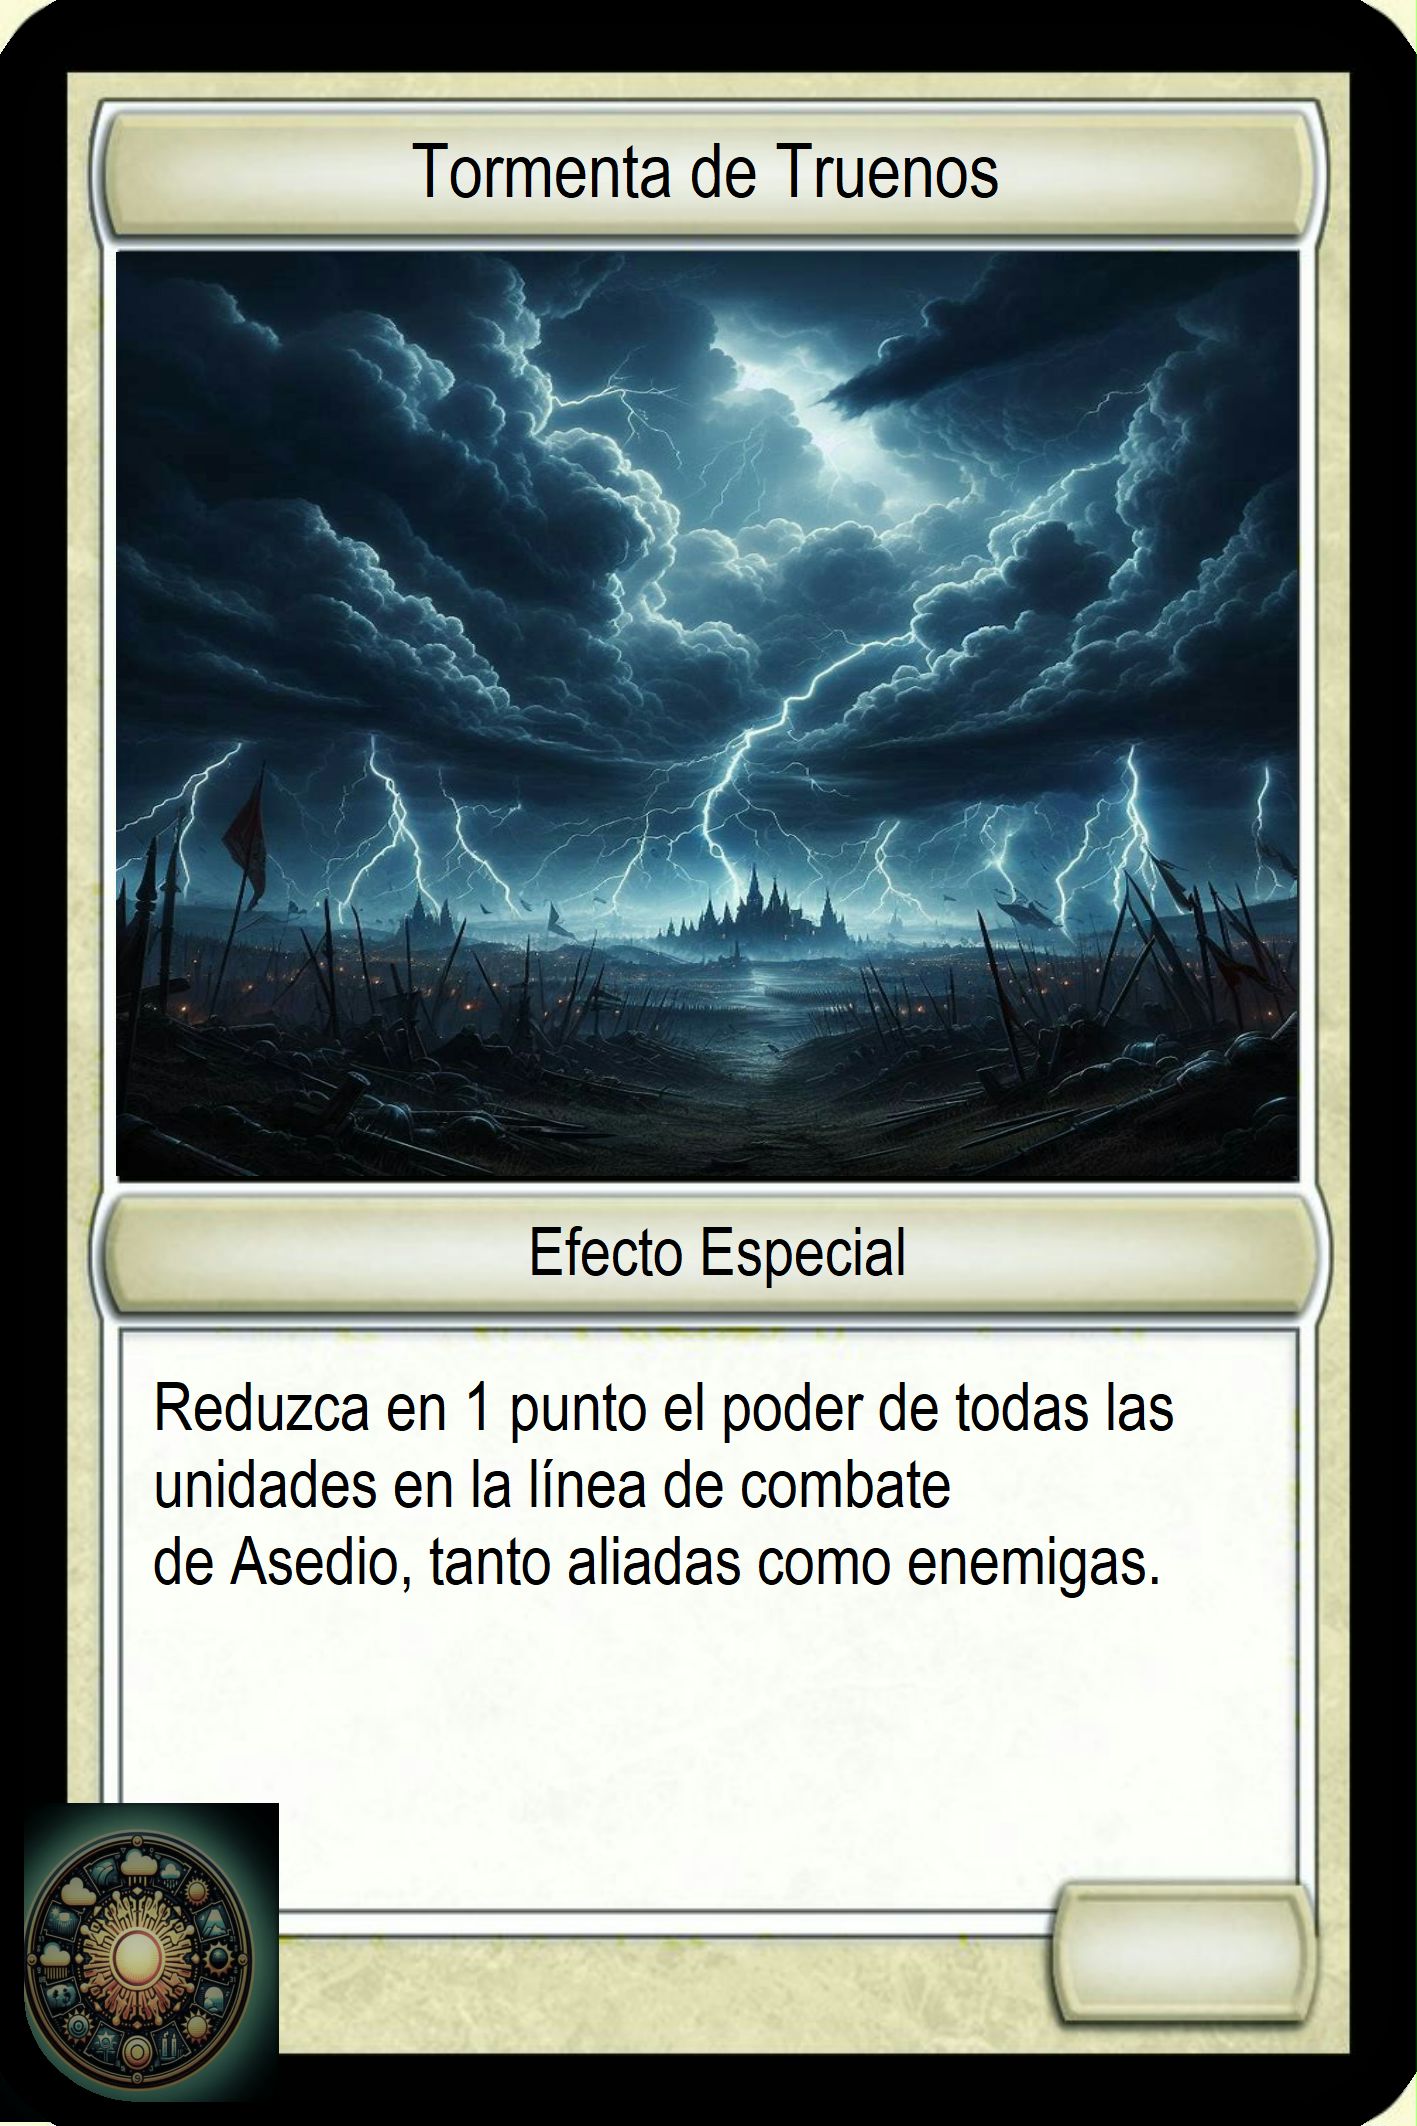 Tormenta de Truenos
Efecto Especial
Reduzca en 1 punto el poder de todas las
unidades en la línea de combate
de Asedio, tanto aliadas como enemigas.